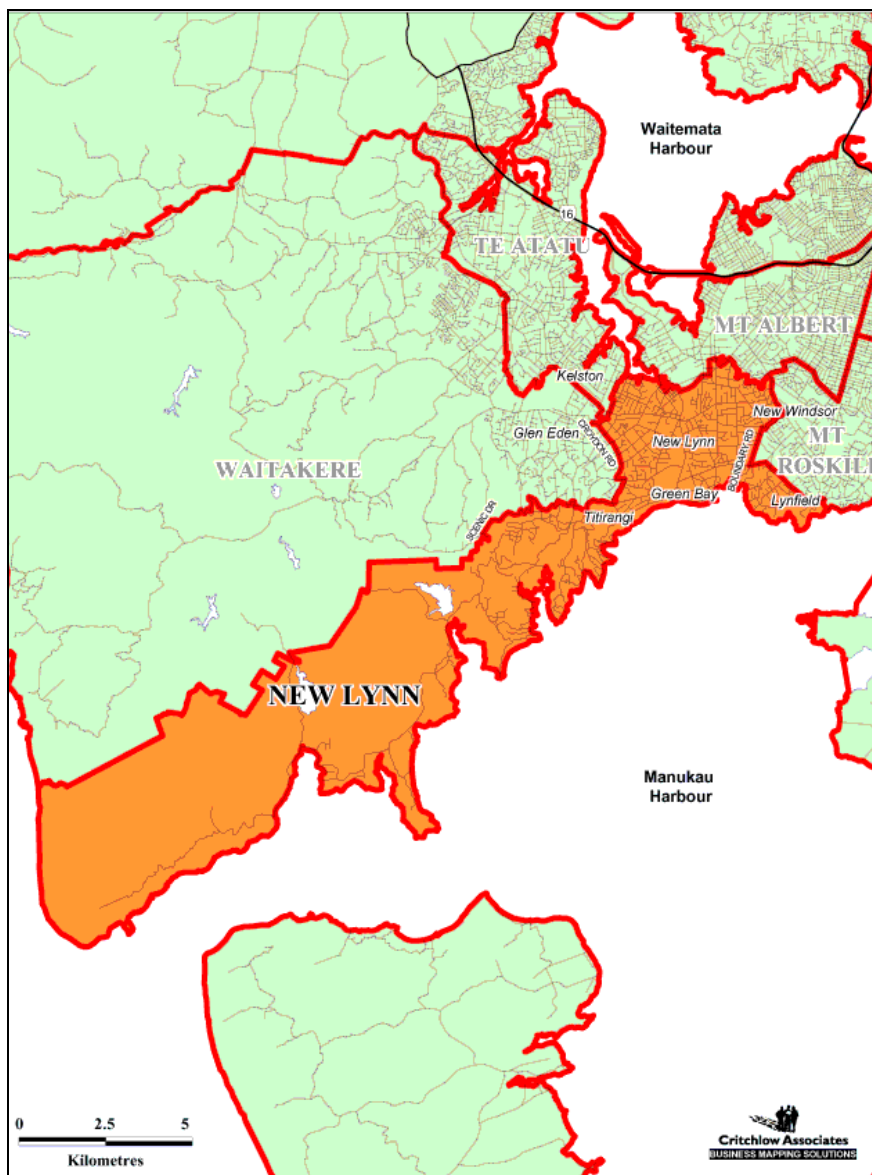 Waitemata
Harbour
16
TE ATATU
MT ALBERT
Kelston
New Windsor
Glen Eden
CROYDON RD
New Lynn
BOUNDARY RD
MT
ROSKILL
WAITAKERE
Green Bay
Lynfield
SCENIC DR
Titirangi
NEW LYNN
Manukau
Harbour
0 2.5 5
Kilometres
Critchlow Associates
BUSINESS MAPPING SOLUTIONS